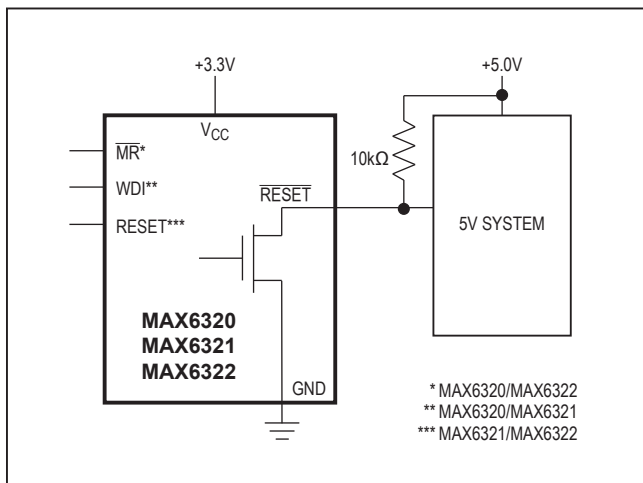 +3.3V
+5.0V
VCC
MR*
WDI**
RESET***
RESET
10kΩ
5V SYSTEM
MAX6320
MAX6321
MAX6322
GND
* MAX6320/MAX6322
** MAX6320/MAX6321
*** MAX6321/MAX6322